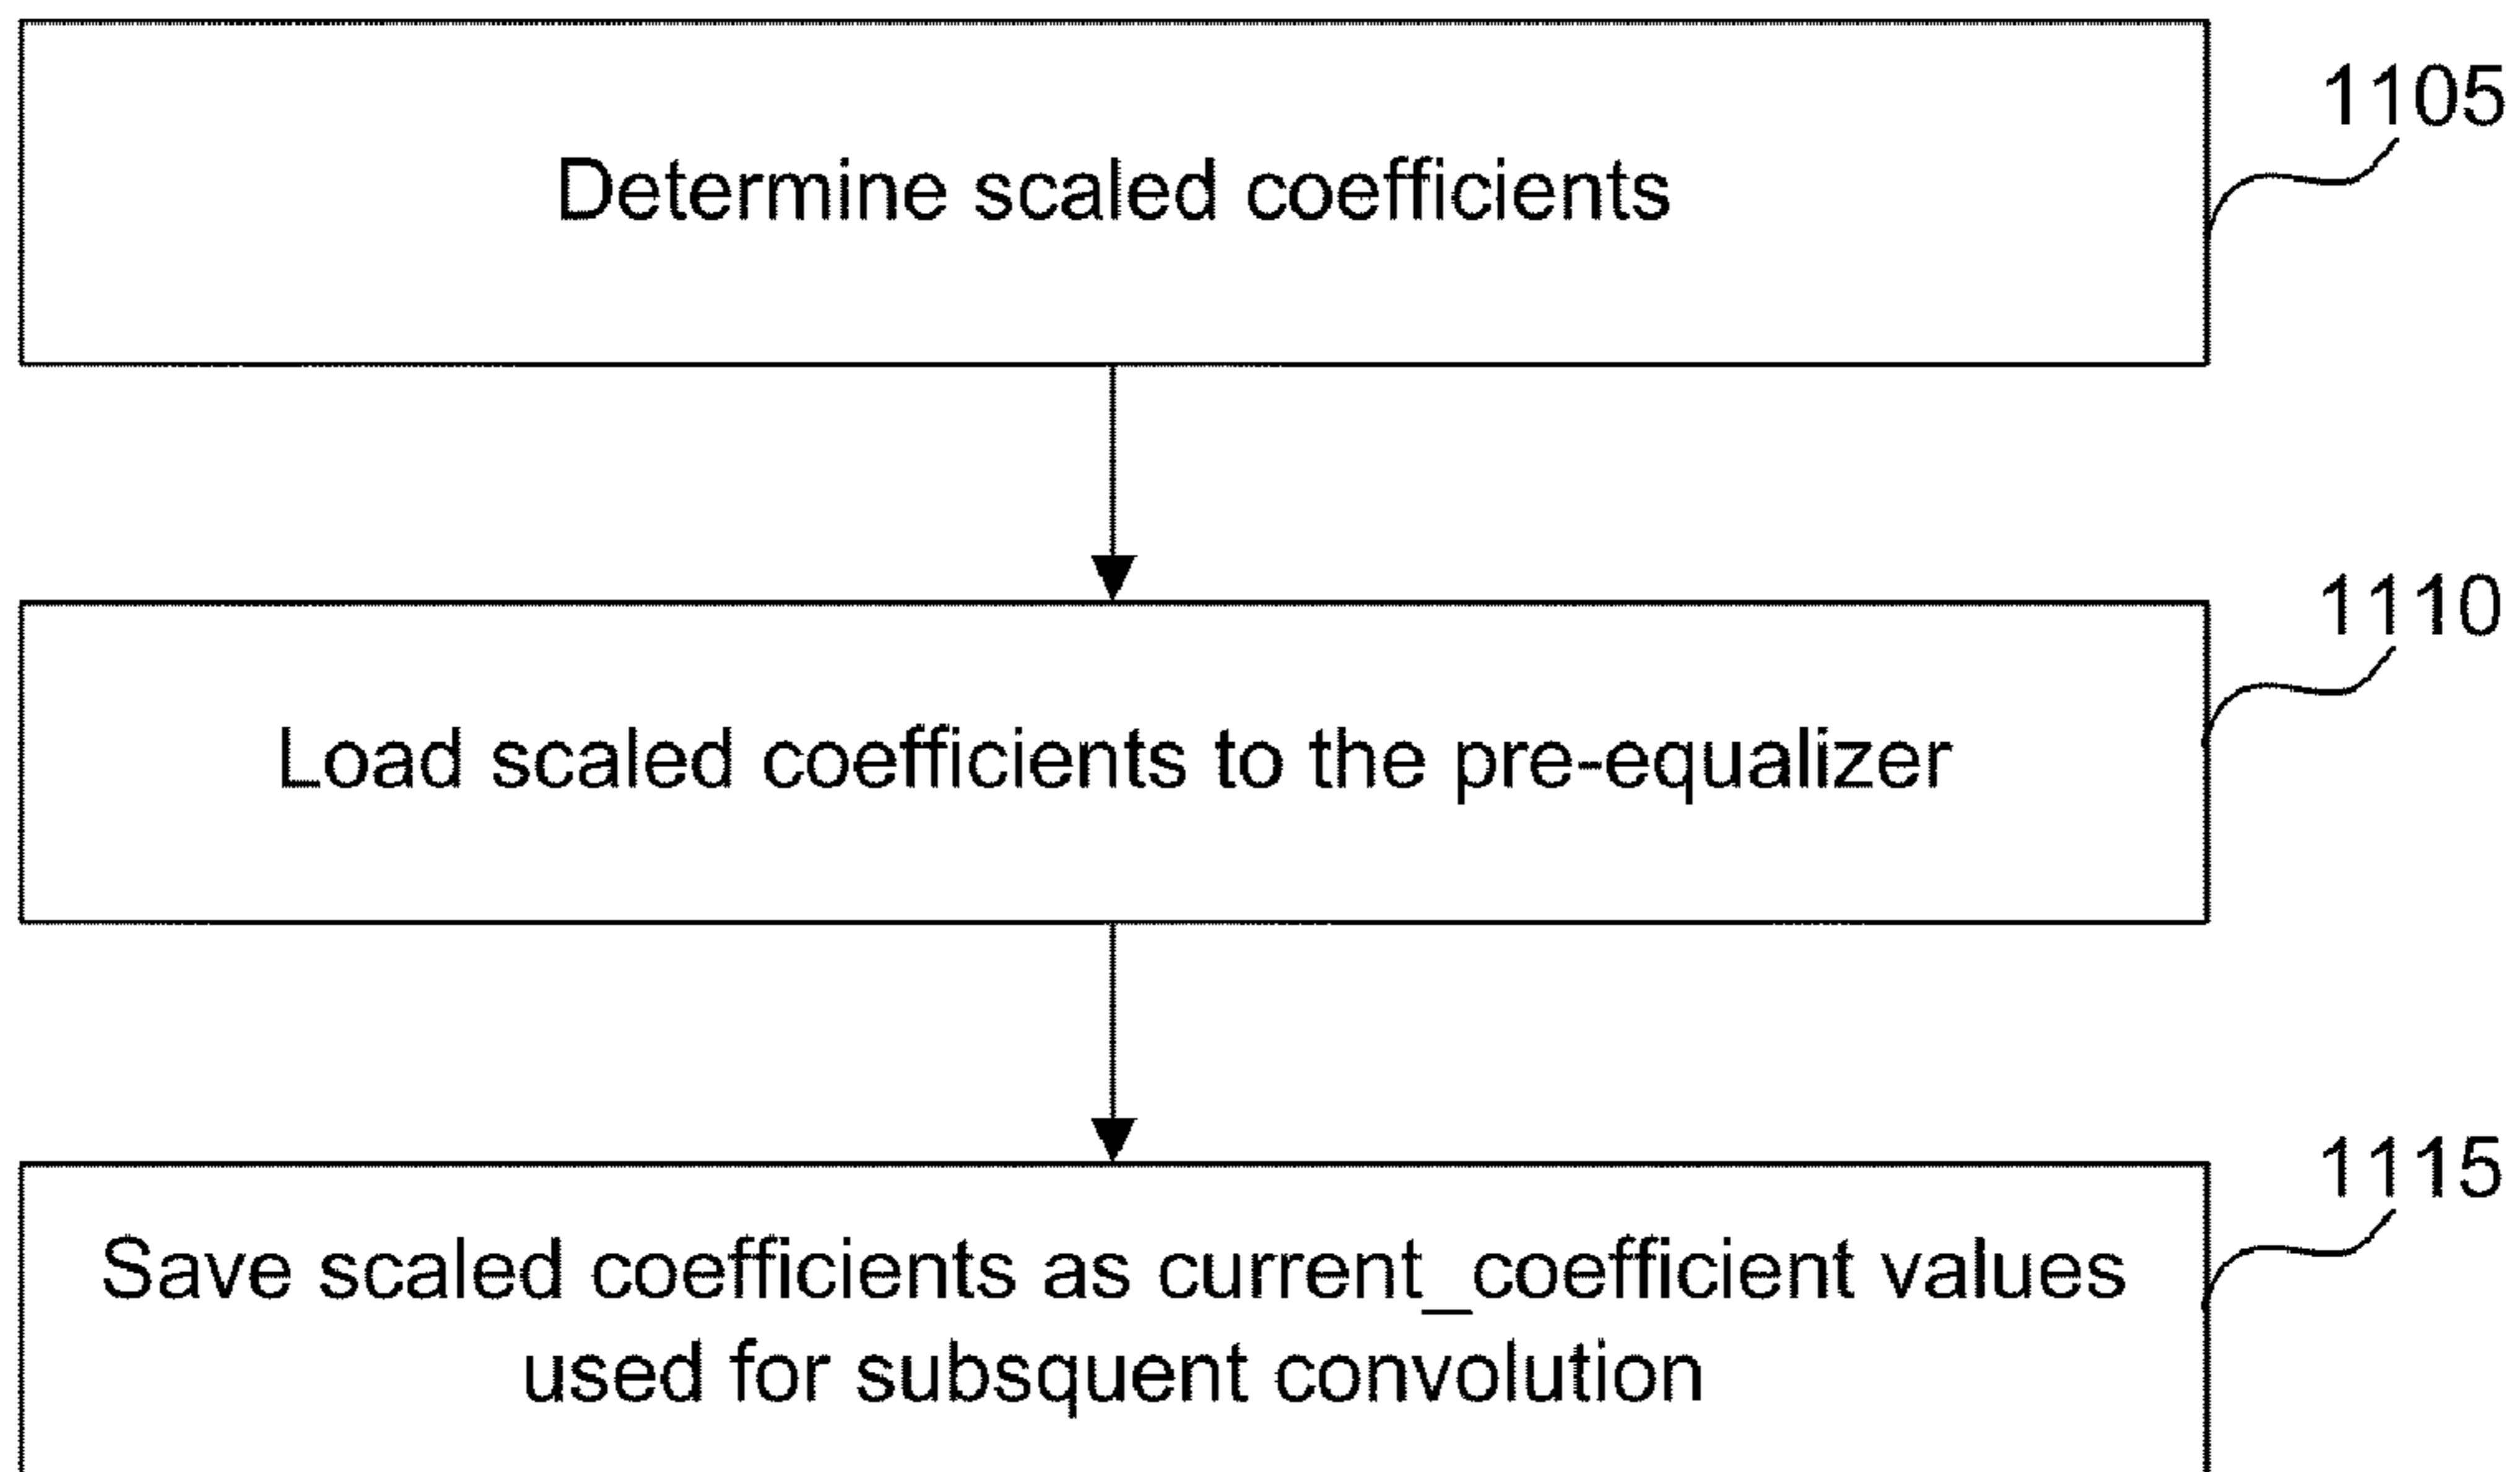 1105
Determine scaled coefficients
1110
Load scaled coefficients to the pre-equalizer
1115
Save scaled coefficients as current_coefficient values
used for subsquent convolution